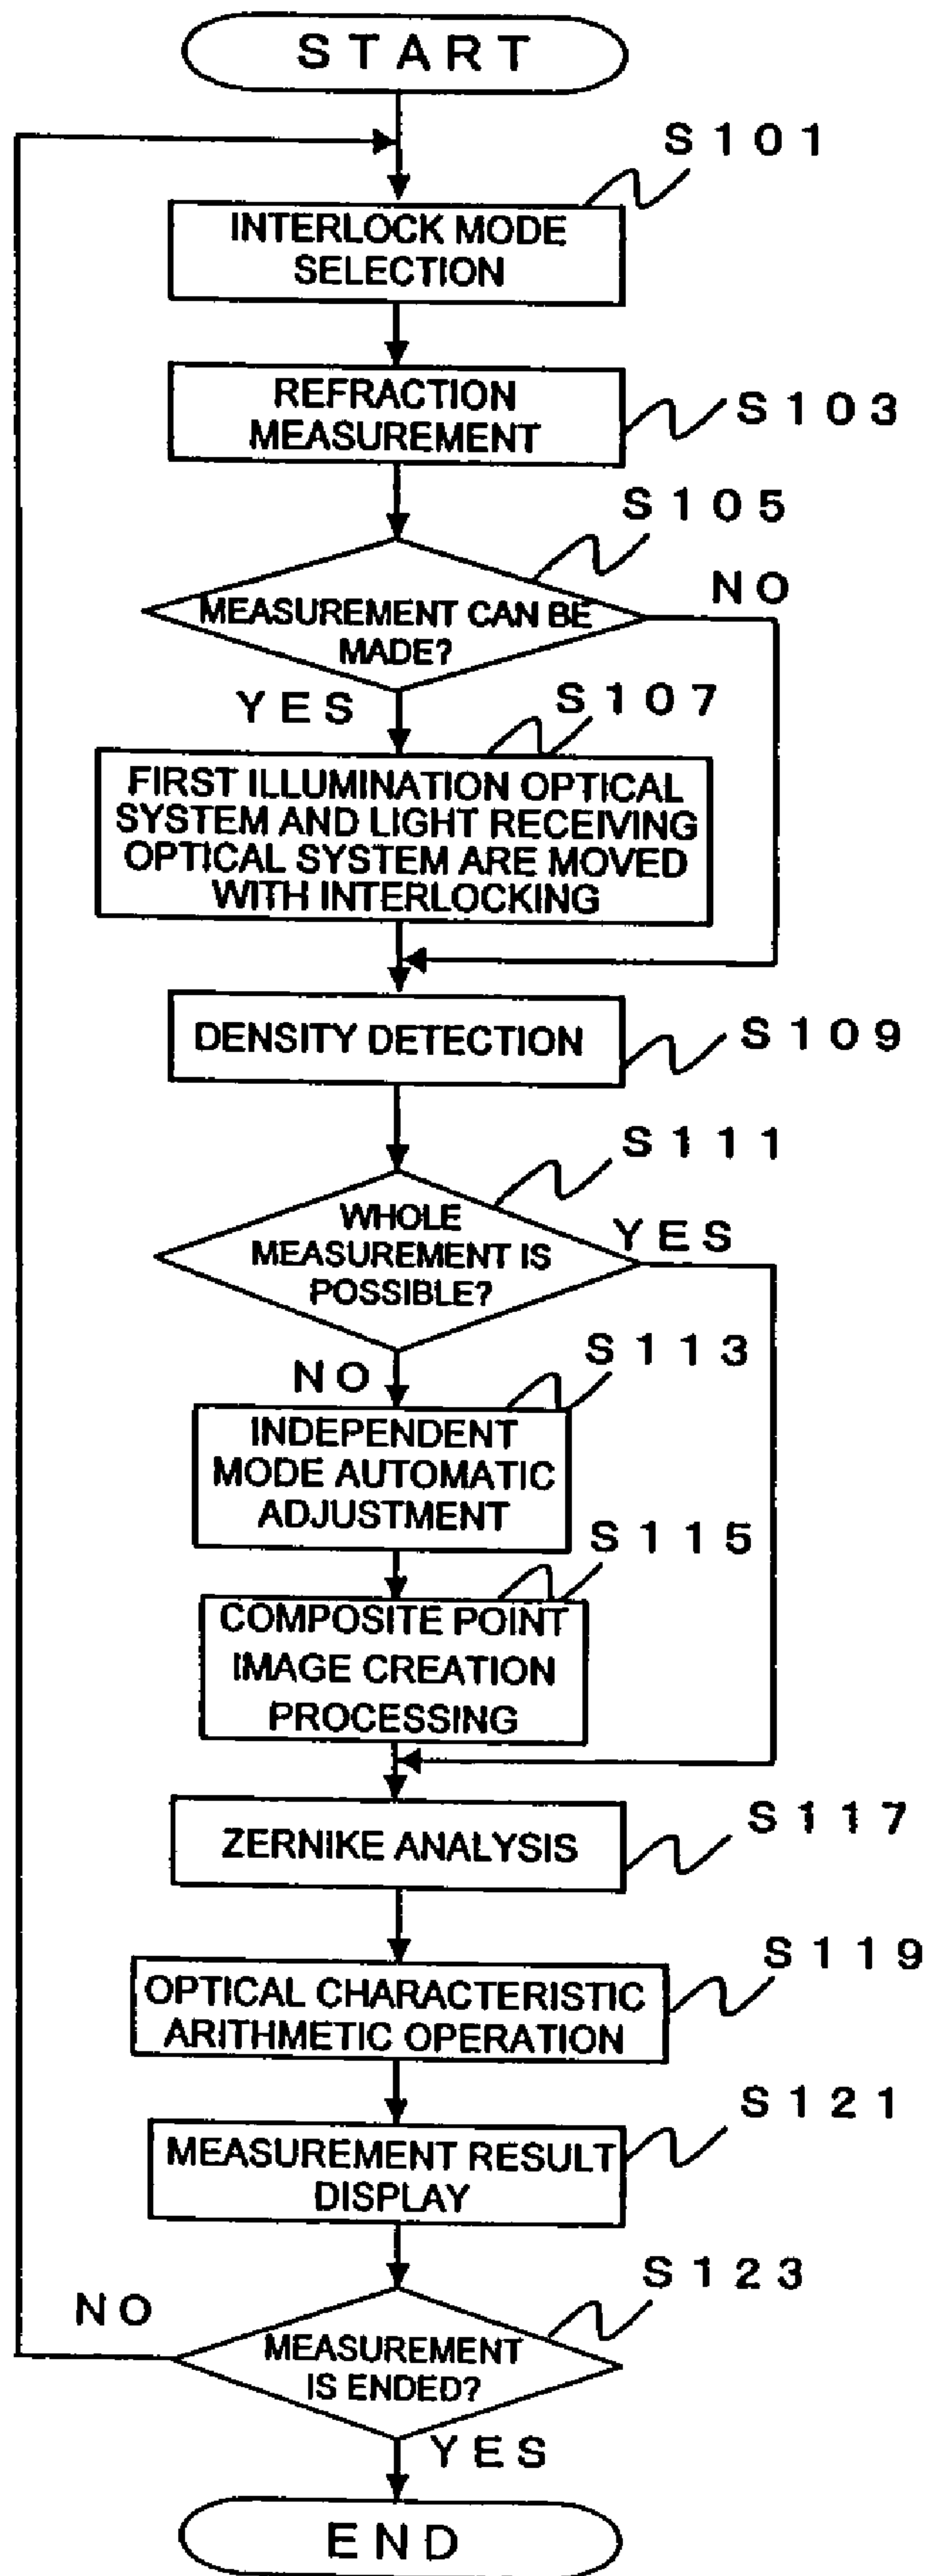 START
S101
INTERLOCK MODE
SELECTION
REFRACTION
MEASUREMENT
S103
S105
MEASUREMENT CAN BE
MADE?
NO
YES
S107
FIRST ILLUMINATION OPTICAL
SYSTEM AND LIGHT RECEIVING
OPTICAL SYSTEM ARE MOVED
WITH INTERLOCKING
DENSITY DETECTION
S109
S111
WHOLE
MEASUREMENT IS
POSSIBLE?
YES
NO
S113
INDEPENDENT
MODE AUTOMATIC
ADJUSTMENT
S115
COMPOSITE POINT
IMAGE CREATION
PROCESSING
ZERNIKE ANALYSIS
S117
OPTICAL CHARACTERISTIC
ARITHMETIC OPERATION
S119
MEASUREMENT RESULT
DISPLAY
S121
S123
NO
MEASUREMENT
IS ENDED?
YES
END